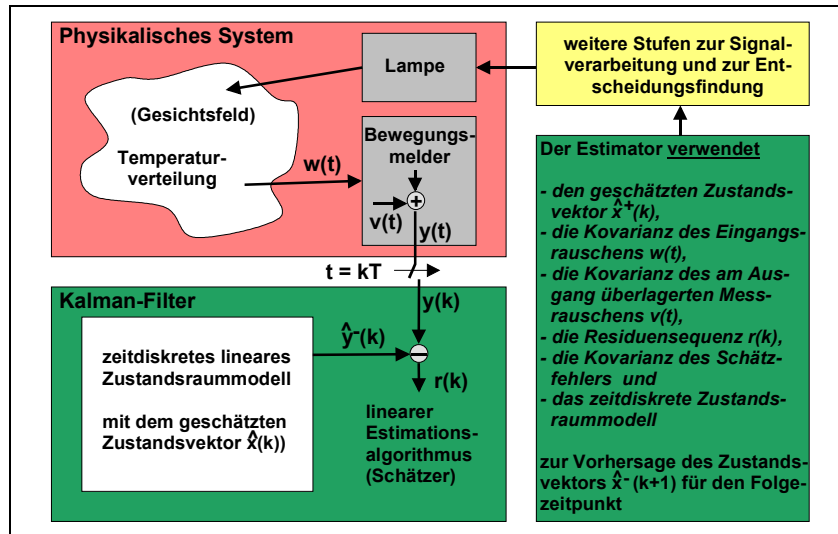 Physikalisches System
(Gesichtsfeld)
Temperatur-
verteilung
w(t)
Lampe
Bewegungs-
melder
+
v(t)
y(t)
t = kT
weitere Stufen zur Signal-
verarbeitung und zur Ent-
scheidungsfindung
Kalman-Filter
zeitdiskretes lineares
Zustandsraummodell
mit dem geschätzten
Zustandsvektor x̂(k))
ŷ⁻(k)
y(k)
−
r(k)
linearer
Estimations-
algorithmus
(Schätzer)
Der Estimator verwendet
- den geschätzten Zustands-
vektor x̂⁺(k),
- die Kovarianz des Eingangs-
rauschens w(t),
- die Kovarianz des am Aus-
gang überlagerten Mess-
rauschens v(t),
- die Residuensequenz r(k),
- die Kovarianz des Schätz-
fehlers und
- das zeitdiskrete Zustands-
raummodell
zur Vorhersage des Zustands-
vektors x̂⁻(k+1) für den Folge-
zeitpunkt